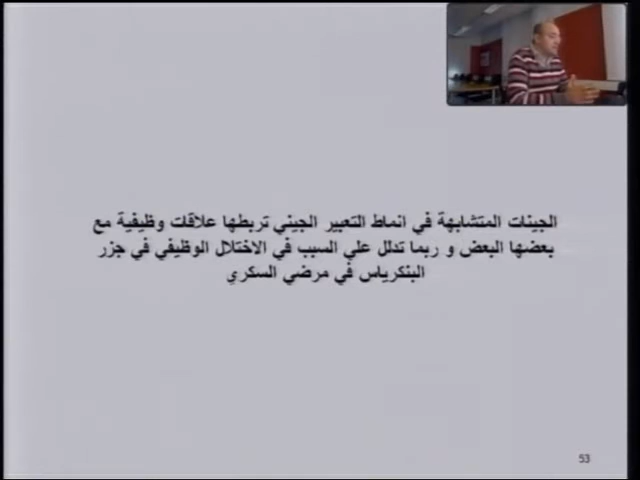 الجينات المتشابهة في انماط التعبير الجيني تربطها علاقات وظيفية مع
بعضها البعض و ربما تدلل علي السبب في الاختلال الوظيفي في جزر
البنكرياس في مرضي السكري
53